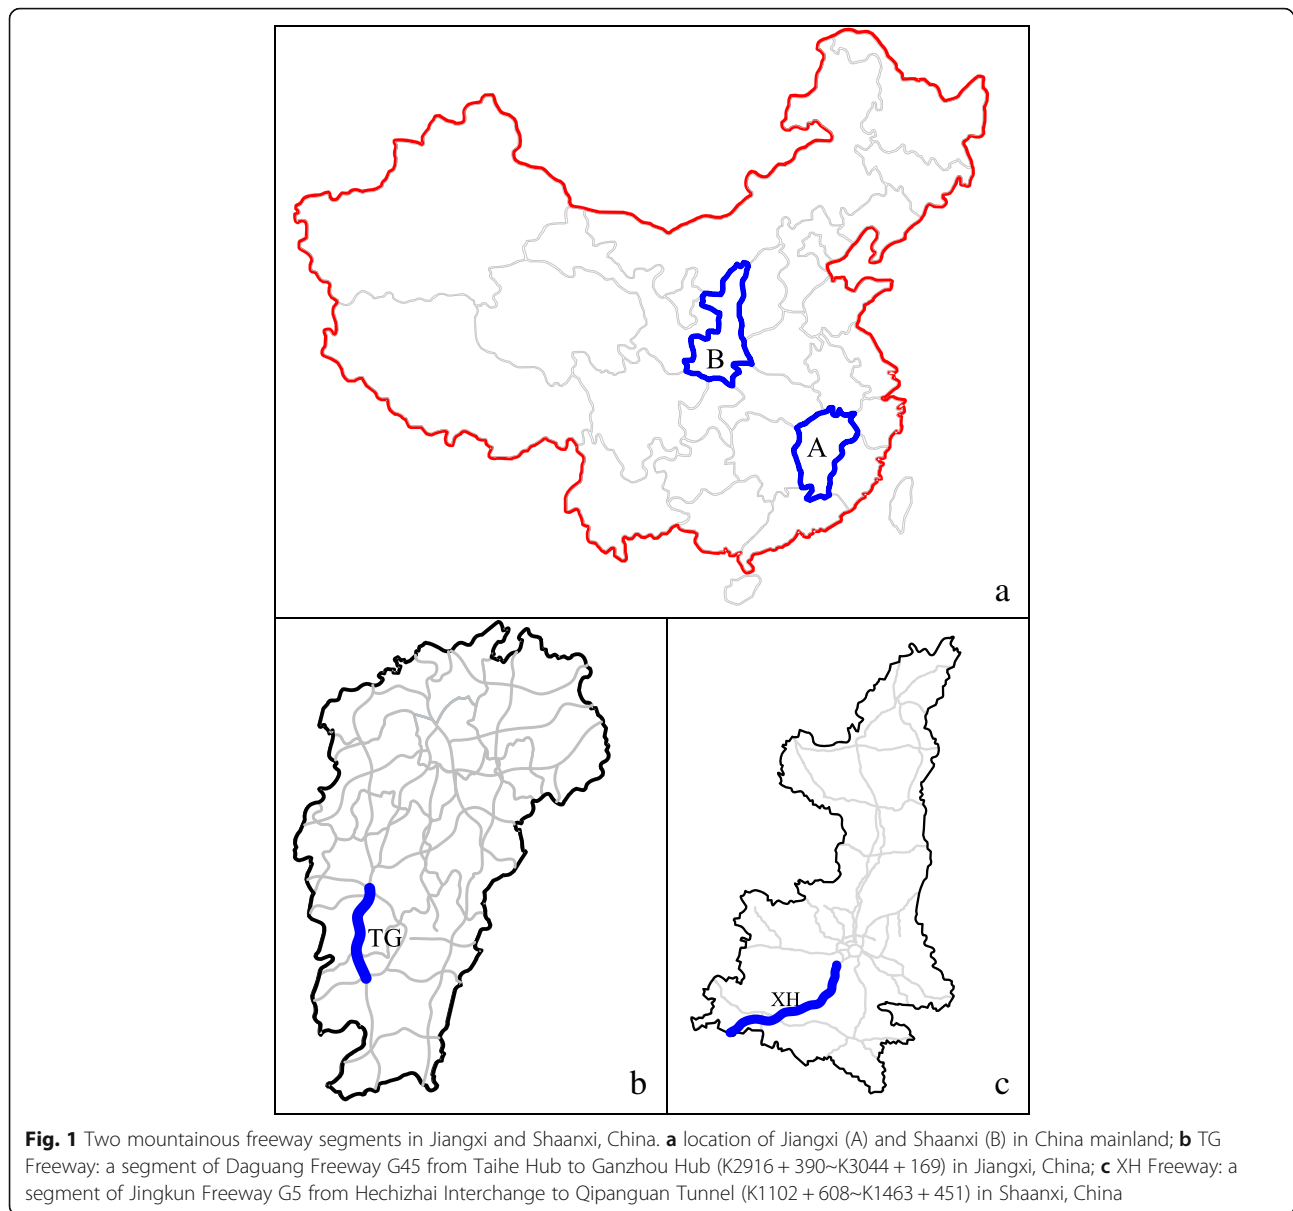 B
A
a
TG
b
XH
c
Fig. 1 Two mountainous freeway segments in Jiangxi and Shaanxi, China. a location of Jiangxi (A) and Shaanxi (B) in China mainland; b TG
Freeway: a segment of Daguang Freeway G45 from Taihe Hub to Ganzhou Hub (K2916 + 390~K3044 + 169) in Jiangxi, China; c XH Freeway: a
segment of Jingkun Freeway G5 from Hechizhai Interchange to Qipanguan Tunnel (K1102 + 608~K1463 + 451) in Shaanxi, China